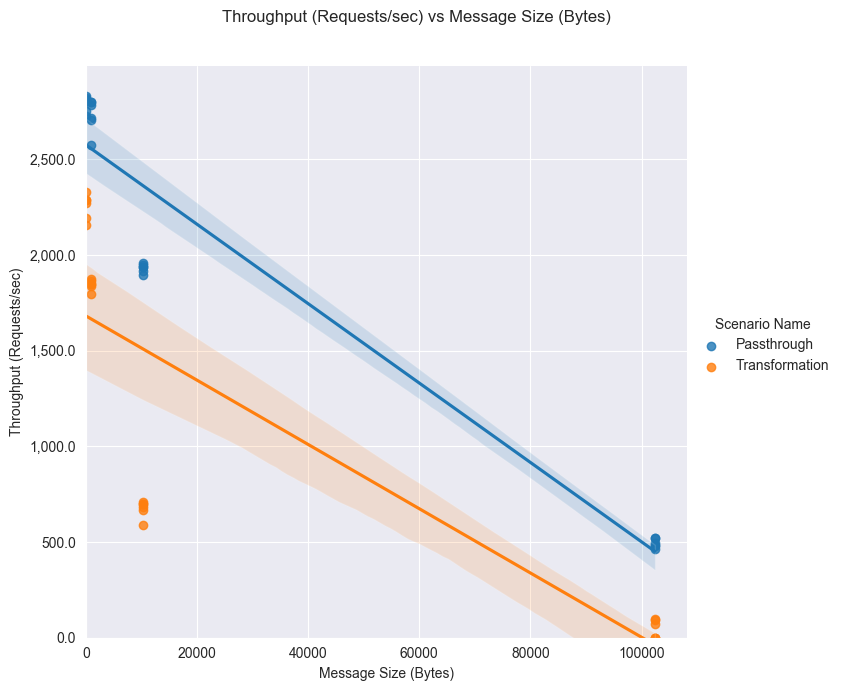 Throughput (Requests/sec) vs Message Size (Bytes)
2,500.0
2,000.0
1,500.0
1,000.0
500.0
0.0
Throughput (Requests/sec)
0 20000 40000 60000 80000 100000
Message Size (Bytes)
Scenario Name
Passthrough
Transformation